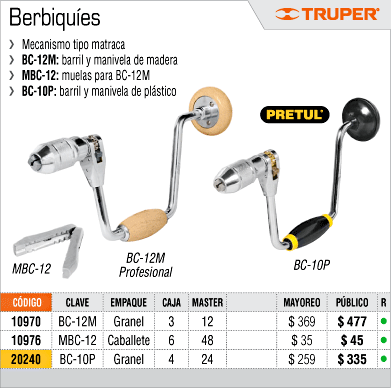 Berbiquíes
TRUPER®
Mecanismo tipo matraca
BC-12M: barril y manivela de madera
MBC-12: muelas para BC-12M
BC-10P: barril y manivela de plástico
PRETUL®
MBC-12
BC-12M
Profesional
BC-10P
CÓDIGO CLAVE EMPAQUE CAJA MASTER MAYOREO PÚBLICO R
10970 BC-12M Granel 3 12 $ 369 $ 477
10976 MBC-12 Caballete 6 48 $ 35 $ 45
20240 BC-10P Granel 4 24 $ 259 $ 335